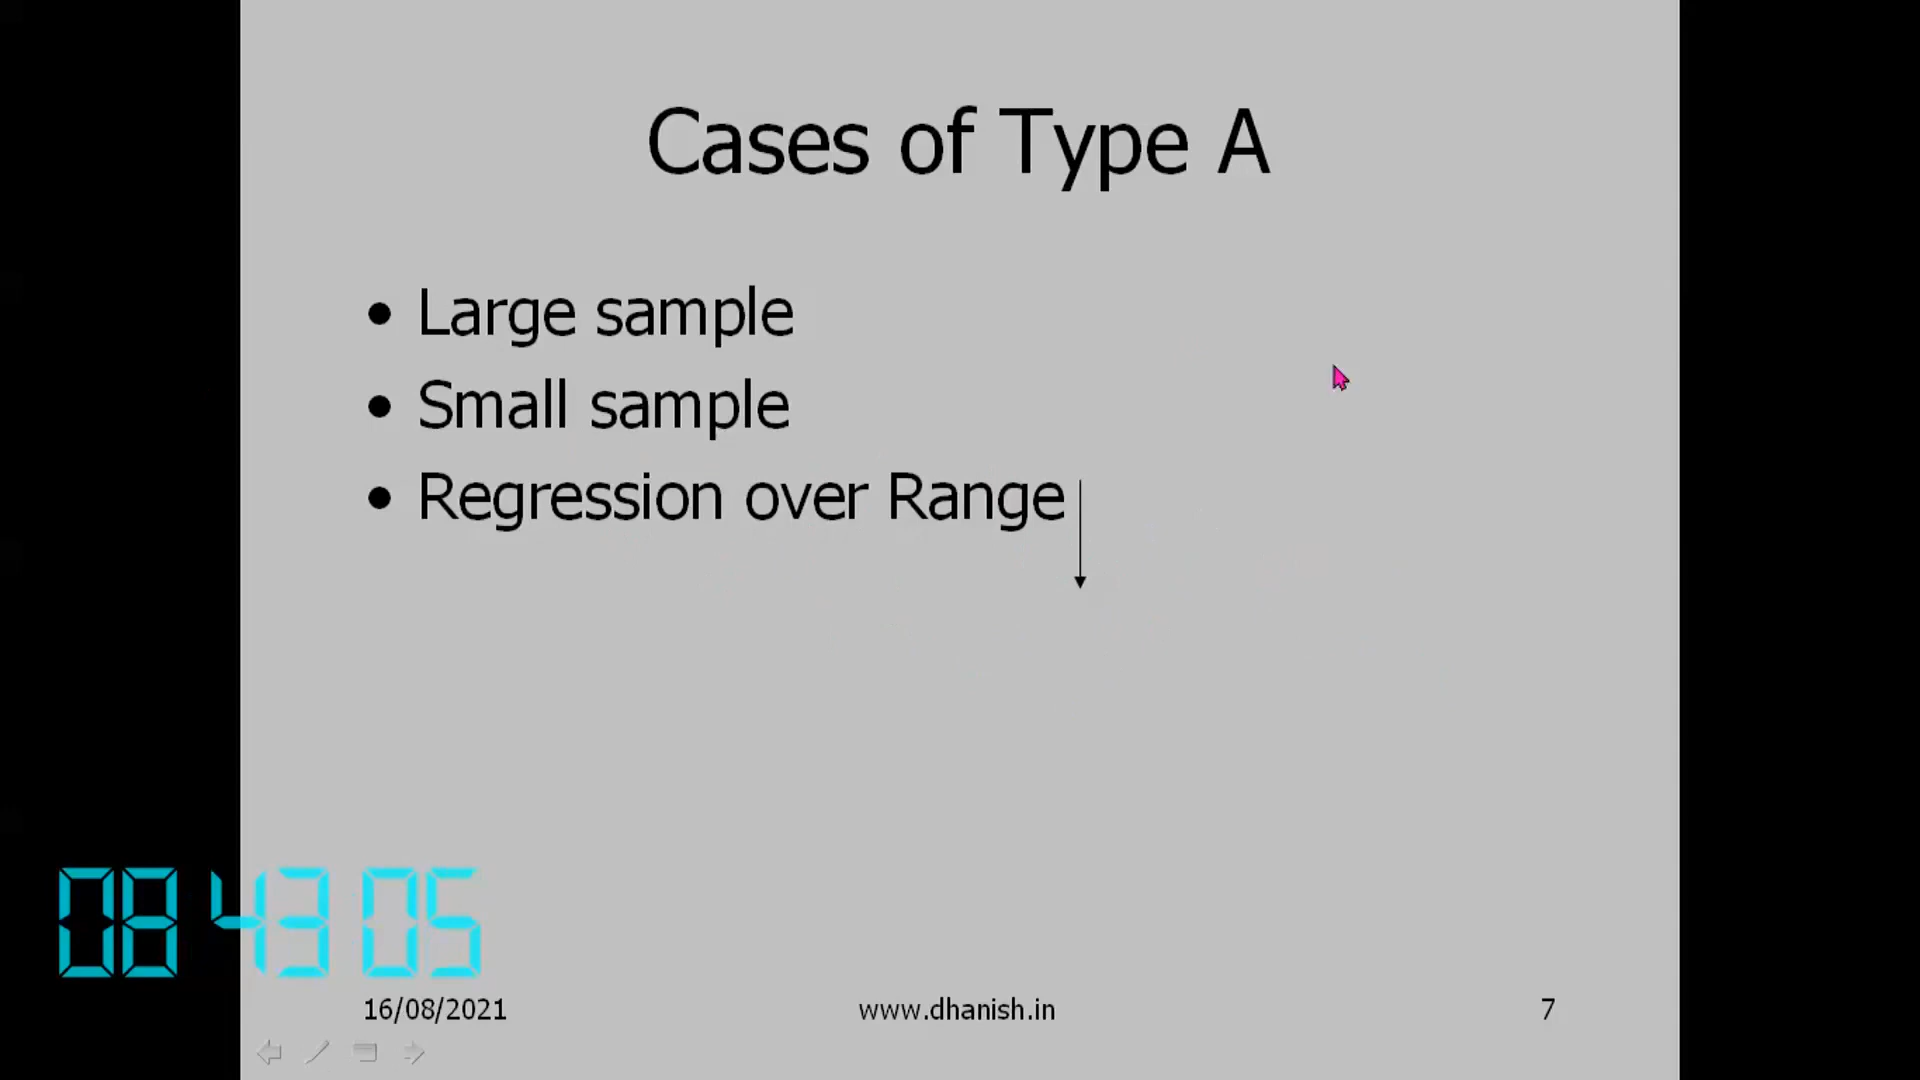 Cases of Type A
• Large sample
• Small sample
• Regression over Range
08 43 05
16/08/2021
www.dhanish.in
7